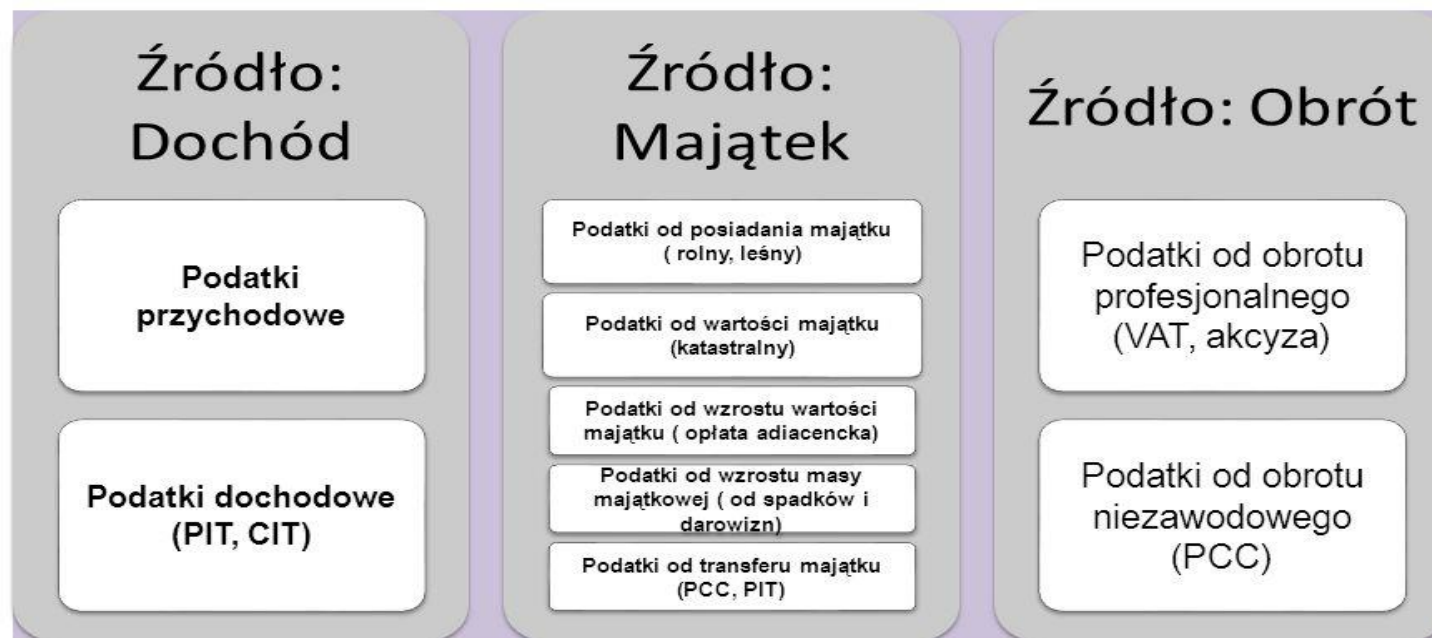 Źródło:
Dochód
Podatki
przychodowe
Podatki dochodowe
(PIT, CIT)
Źródło:
Majątek
Podatki od posiadania majątku
( rolny, leśny)
Podatki od wartości majątku
(katastralny)
Podatki od wzrostu wartości
majątku ( opłata adiacencka)
Podatki od wzrostu masy
majątkowej ( od spadków i
darowizn)
Podatki od transferu majątku
(PCC, PIT)
Źródło: Obrót
Podatki od obrotu
profesjonalnego
(VAT, akcyza)
Podatki od obrotu
niezawodowego
(PCC)